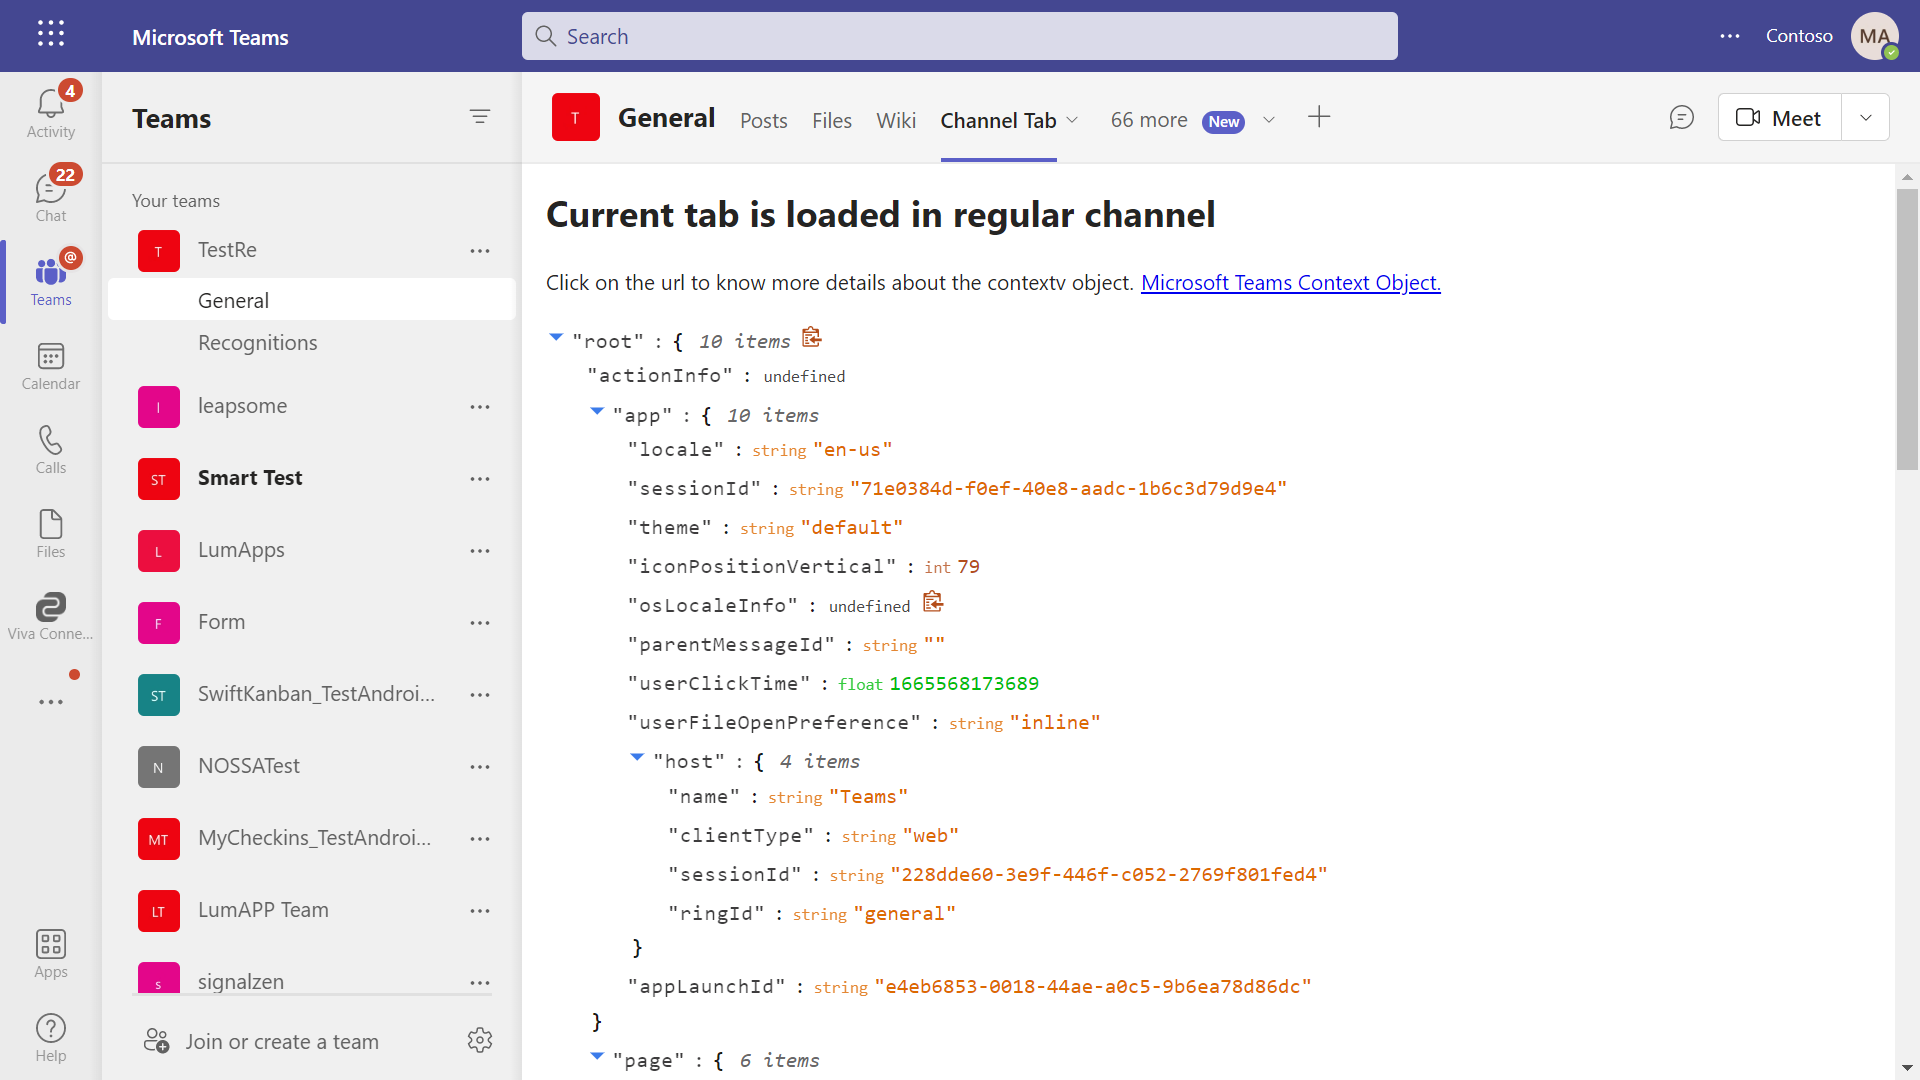 Microsoft Teams
Search
Contoso
MA
4
Activity
22
Chat
@
Teams
Calendar
Calls
Files
Viva Conne...
Apps
Help
Teams
Your teams
T TestRe
General
Recognitions
l leapsome
ST Smart Test
L LumApps
F Form
ST SwiftKanban_TestAndroi...
N NOSSATest
MT MyCheckins_TestAndroi...
LT LumAPP Team
s signalzen
Join or create a team
T General Posts Files Wiki Channel Tab 66 more New
Meet
Current tab is loaded in regular channel
Click on the url to know more details about the contextv object. Microsoft Teams Context Object.
"root" : { 10 items
"actionInfo" : undefined
"app" : { 10 items
"locale" : string "en-us"
"sessionId" : string "71e0384d-f0ef-40e8-aadc-1b6c3d79d9e4"
"theme" : string "default"
"iconPositionVertical" : int 79
"osLocaleInfo" : undefined
"parentMessageId" : string ""
"userClickTime" : float 1665568173689
"userFileOpenPreference" : string "inline"
"host" : { 4 items
"name" : string "Teams"
"clientType" : string "web"
"sessionId" : string "228dde60-3e9f-446f-c052-2769f801fed4"
"ringId" : string "general"
}
"appLaunchId" : string "e4eb6853-0018-44ae-a0c5-9b6ea78d86dc"
}
"page" : { 6 items